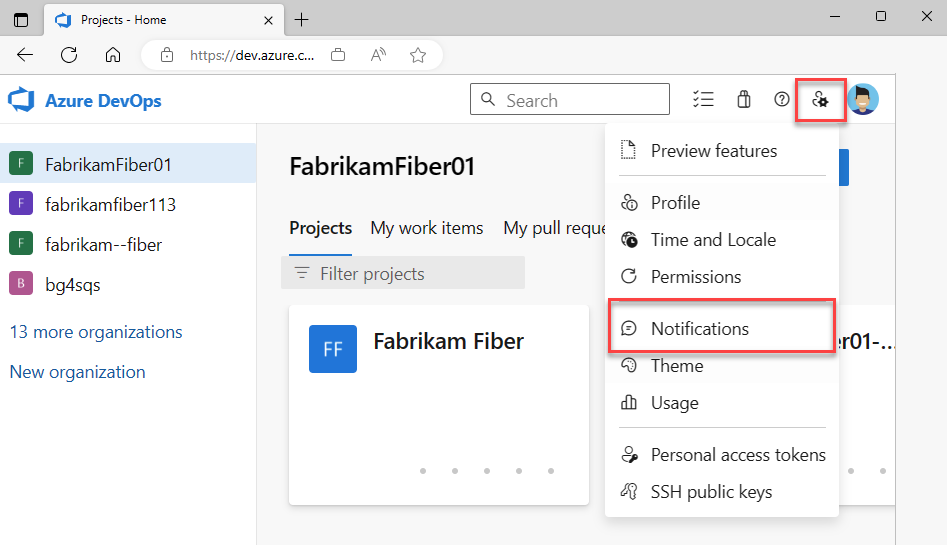 Projects - Home
https://dev.azure.c...
Azure DevOps
Search
F FabrikamFiber01
F fabrikamfiber113
F fabrikam--fiber
B bg4sqs
13 more organizations
New organization
FabrikamFiber01
Projects My work items My pull reque
Filter projects
FF Fabrikam Fiber
er01-...
Preview features
Profile
Time and Locale
Permissions
Notifications
Theme
Usage
Personal access tokens
SSH public keys